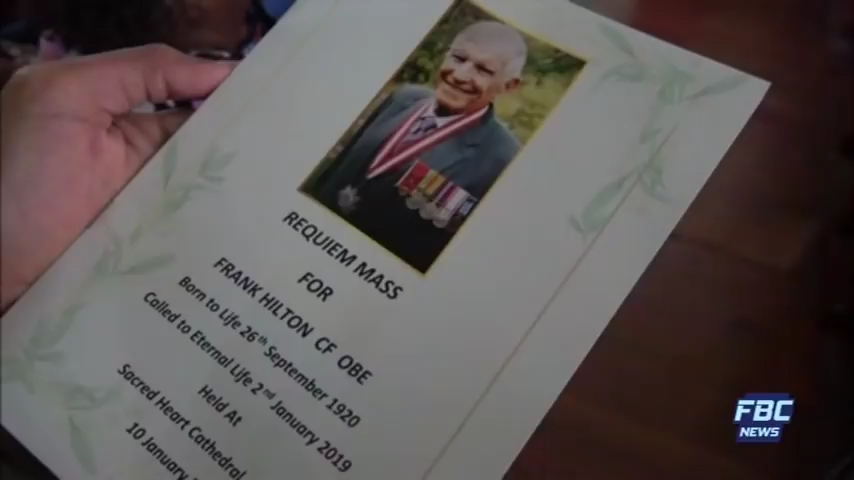 REQUIEM MASS
FOR
FRANK HILTON CF OBE
Born to Life 26th September 1920
Called to Eternal Life 2nd January 2019
Held At
Sacred Heart Cathedral
10 January
FBC
NEWS